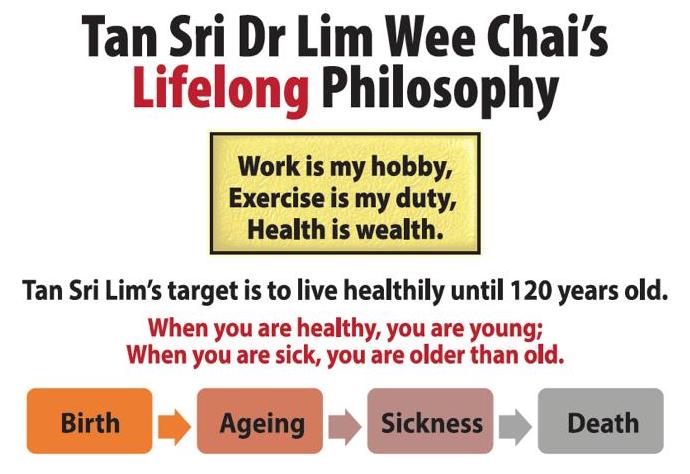 Tan Sri Dr Lim Wee Chai’s
Lifelong Philosophy
Work is my hobby,
Exercise is my duty,
Health is wealth.
Tan Sri Lim’s target is to live healthily until 120 years old.
When you are healthy, you are young;
When you are sick, you are older than old.
Birth
Ageing
Sickness
Death